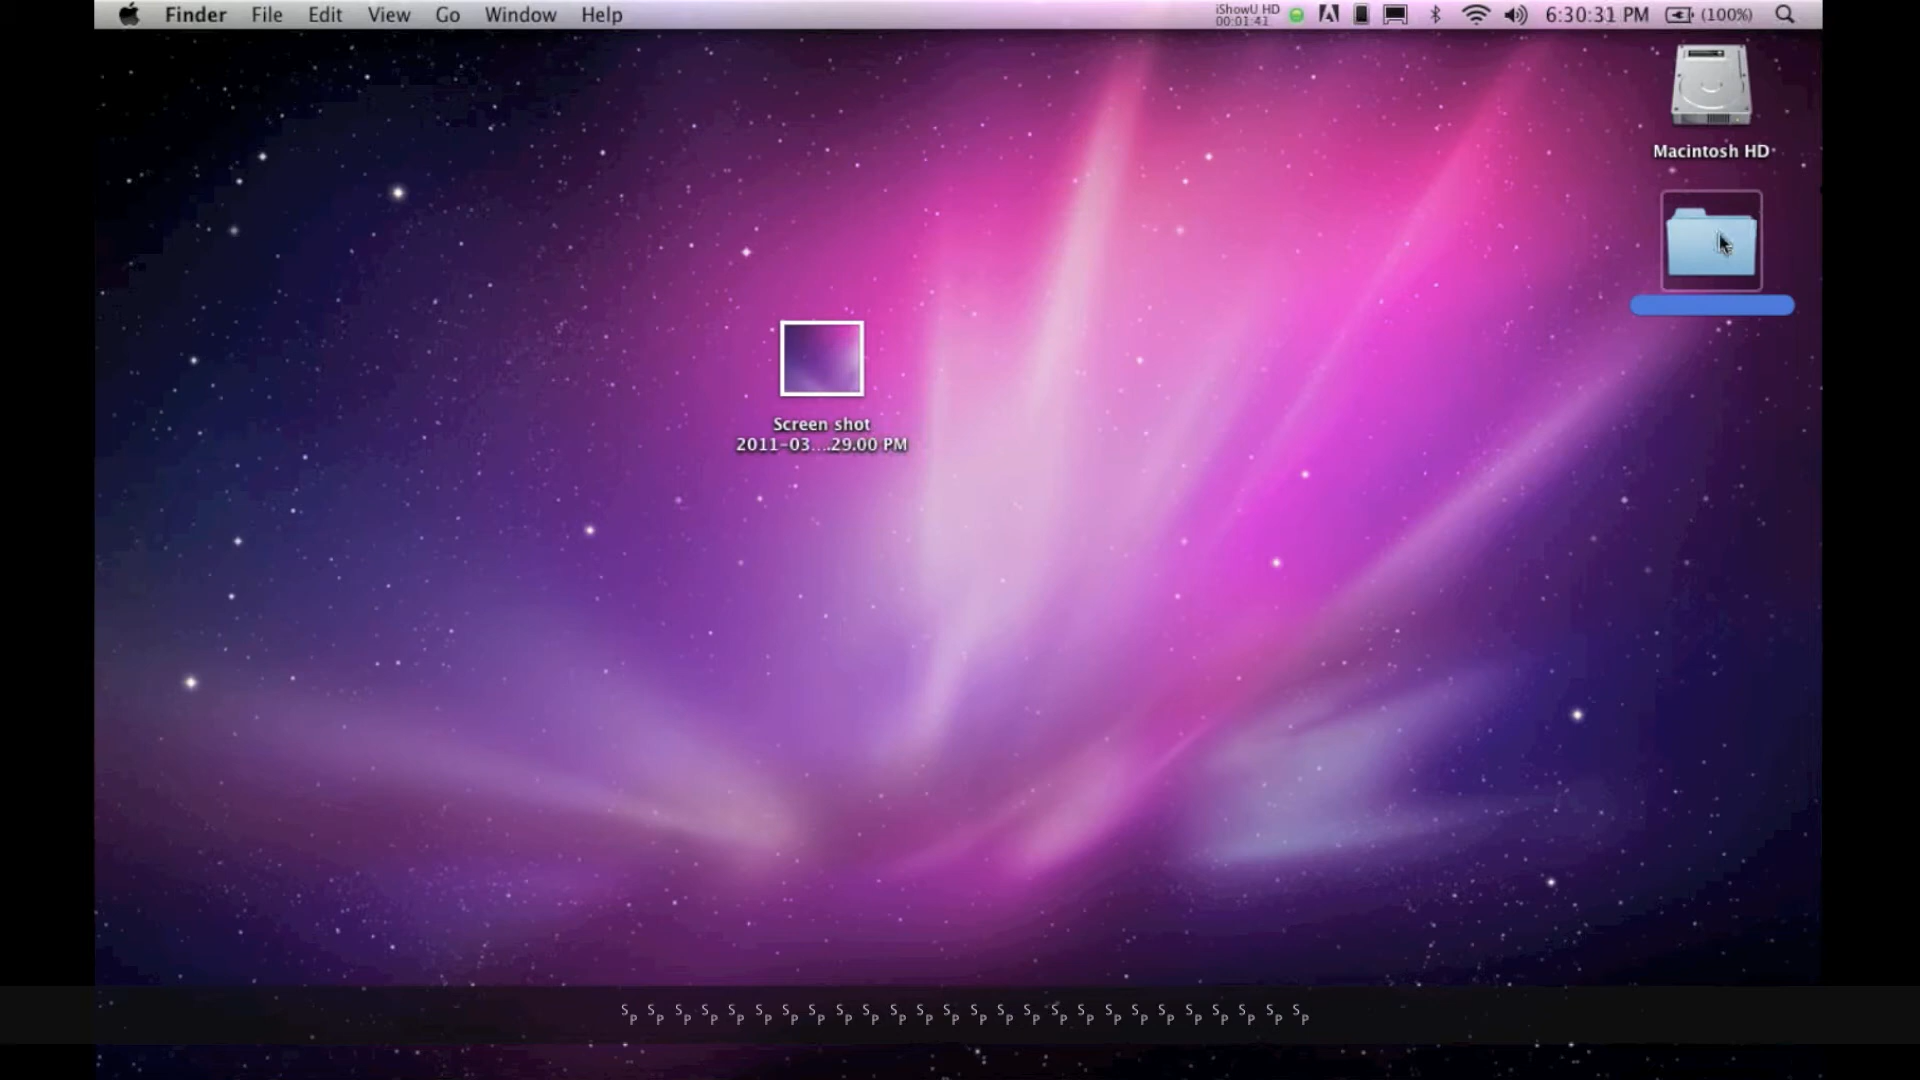 Finder File Edit View Go Window Help
iShowU HD
00:01:41
6:30:31 PM (100%)
Macintosh HD
Screen shot
2011-03....29.00 PM
␠ ␠ ␠ ␠ ␠ ␠ ␠ ␠ ␠ ␠ ␠ ␠ ␠ ␠ ␠ ␠ ␠ ␠ ␠ ␠ ␠ ␠ ␠ ␠ ␠ ␠